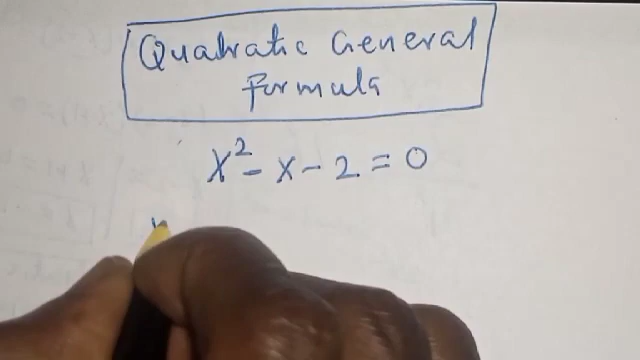 Quadratic General
Formula
x² - x - 2 = 0